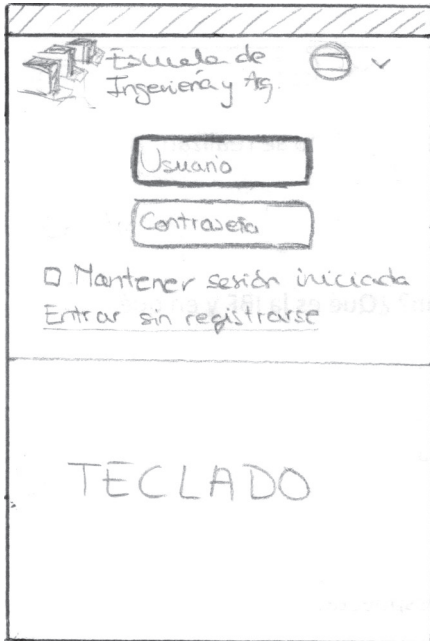 Escuela de
Ingeniería y Arq.
Usuario
Contraseña
Mantener sesión iniciada
Entrar sin registrarse
TECLADO